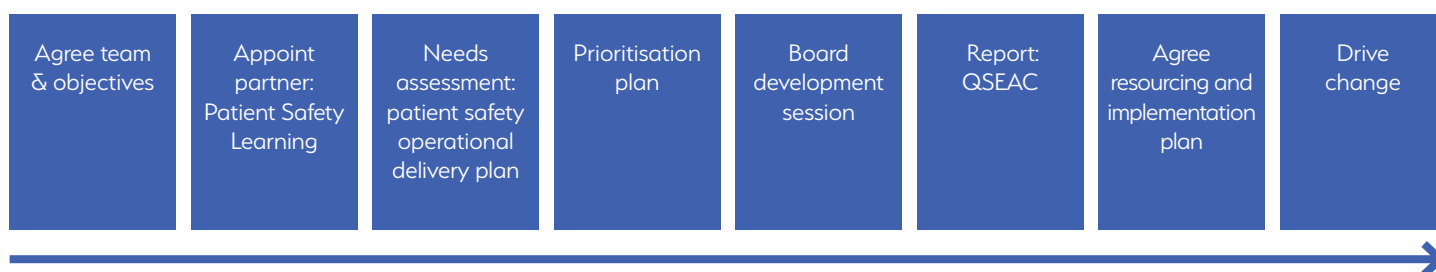 Agree team
& objectives
Appoint
partner:
Patient Safety
Learning
Needs
assessment:
patient safety
operational
delivery plan
Prioritisation
plan
Board
development
session
Report:
QSEAC
Agree
resourcing and
implementation
plan
Drive
change